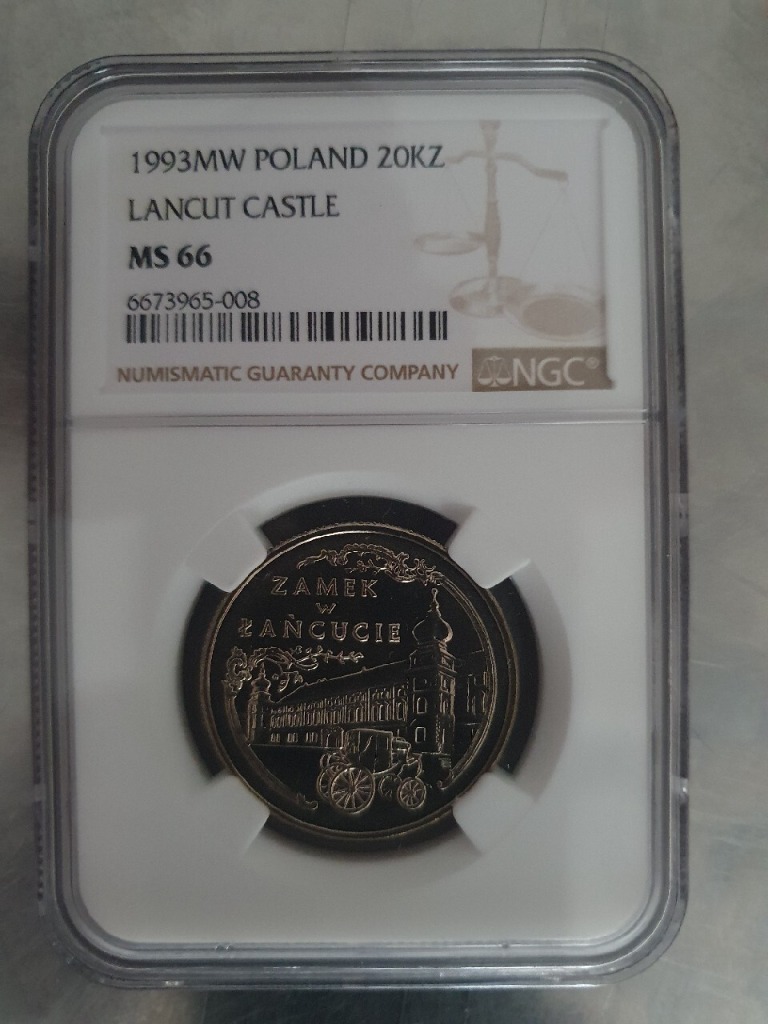 1993MW POLAND 20KZ
LANCUT CASTLE
MS 66
6673965-008
NUMISMATIC GUARANTY COMPANY NGC®
ZAMEK
W
ŁAŃCUCIE